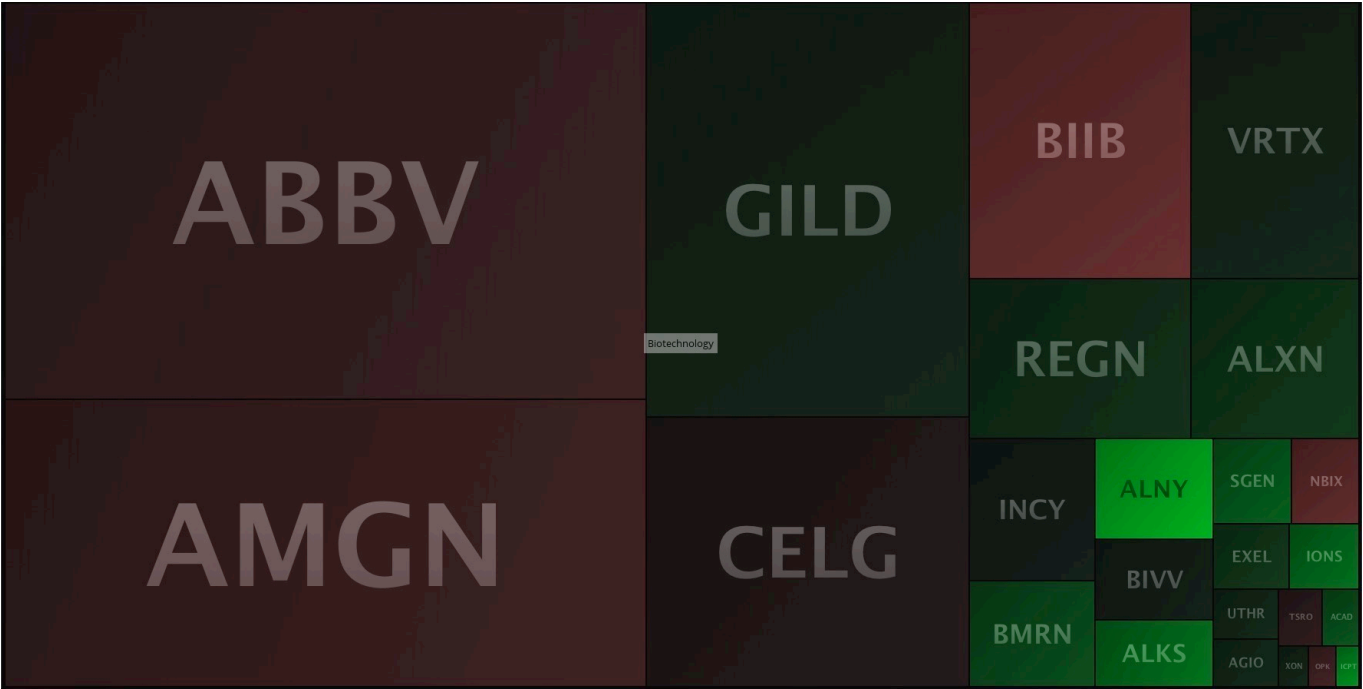 ABBV
AMGN
GILD
Biotechnology
CELG
BIIB
VRTX
REGN
ALXN
INCY
ALNY
SGEN
NBIX
BIVV
EXEL
IONS
BMRN
ALKS
UTHR
TSRO
ACAD
AGIO
XON
OPK
ICPT